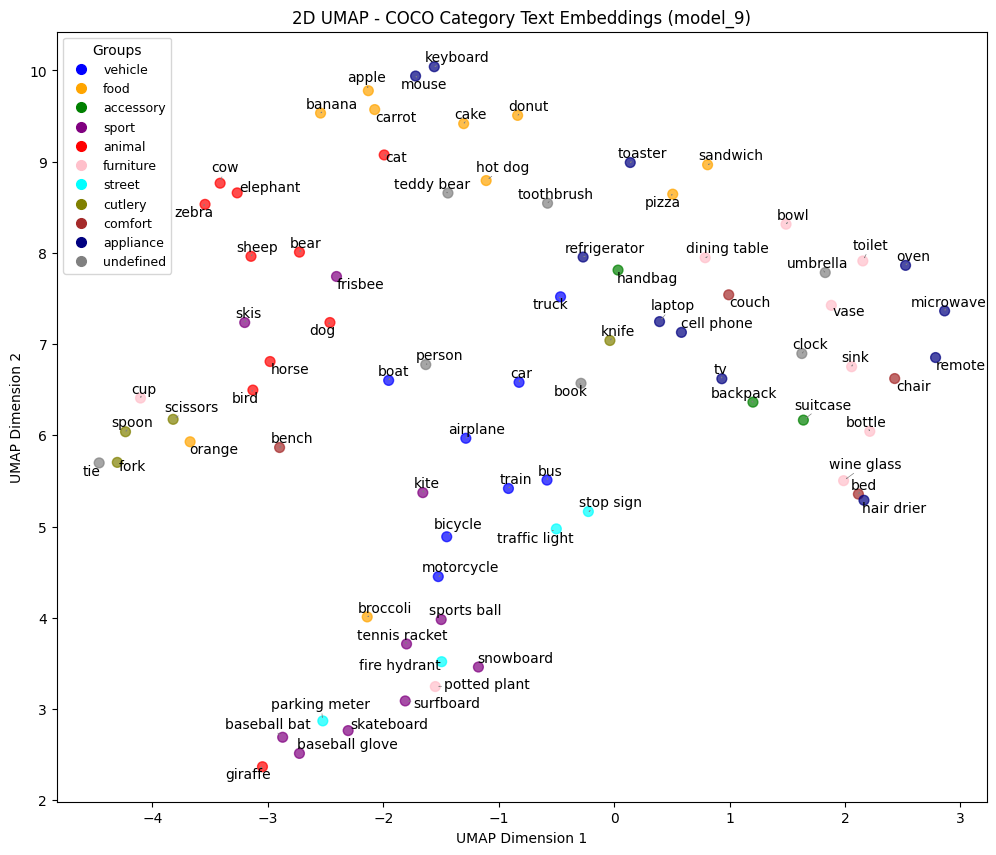 2D UMAP - COCO Category Text Embeddings (model_9)
Groups
vehicle
food
accessory
sport
animal
furniture
street
cutlery
comfort
appliance
undefined
keyboard
mouse
apple
banana
carrot
cake
donut
cat
toaster
sandwich
hot dog
cow
elephant
teddy bear
toothbrush
pizza
zebra
bowl
sheep
bear
refrigerator
dining table
toilet
oven
umbrella
frisbee
handbag
truck
couch
laptop
microwave
vase
skis
dog
cell phone
knife
clock
person
sink
remote
horse
boat
car
tv
chair
book
bird
cup
backpack
scissors
suitcase
spoon
bottle
orange
bench
airplane
tie
fork
wine glass
train
bus
kite
bed
hair drier
stop sign
bicycle
traffic light
motorcycle
broccoli
sports ball
tennis racket
fire hydrant
snowboard
potted plant
surfboard
parking meter
baseball bat
skateboard
baseball glove
giraffe
10
9
8
7
6
5
4
3
2
UMAP Dimension 2
−4
−3
−2
−1
0
1
2
3
UMAP Dimension 1